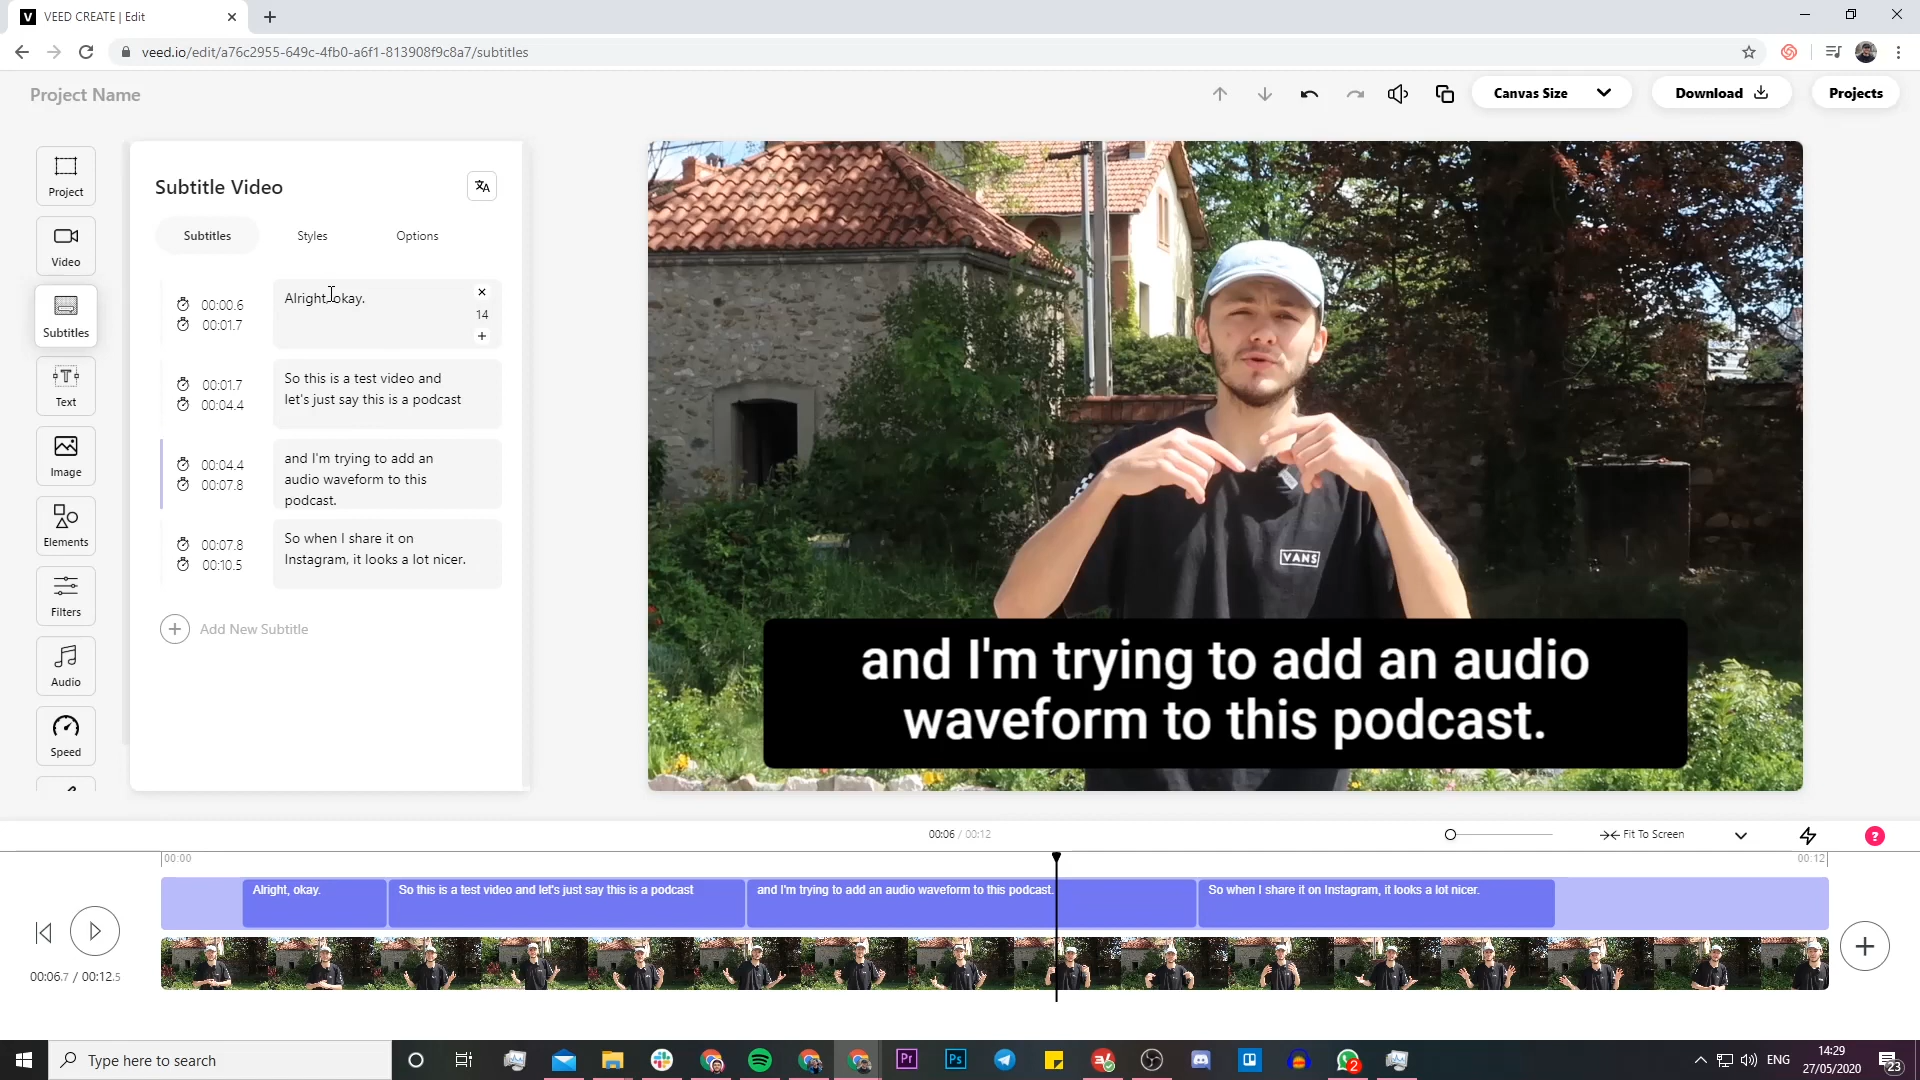 VEED CREATE | Edit
veed.io/edit/a76c2955-649c-4fb0-a6f1-813908f9c8a7/subtitles
Project Name
Canvas Size
Download
Projects
Project
Video
Subtitles
Text
Image
Elements
Filters
Audio
Speed
Subtitle Video
Subtitles Styles Options
00:00.6
00:01.7
Alright, okay.
14
00:01.7
00:04.4
So this is a test video and
let's just say this is a podcast
00:04.4
00:07.8
and I'm trying to add an
audio waveform to this
podcast.
00:07.8
00:10.5
So when I share it on
Instagram, it looks a lot nicer.
Add New Subtitle
VANS
and I'm trying to add an audio
waveform to this podcast.
00:06 / 00:12
Fit To Screen
?
00:00
00:12
Alright, okay.
So this is a test video and let's just say this is a podcast
and I'm trying to add an audio waveform to this podcast.
So when I share it on Instagram, it looks a lot nicer.
00:06.7 / 00:12.5
Type here to search
Pr
Ps
2
ENG
14:29
27/05/2020
23